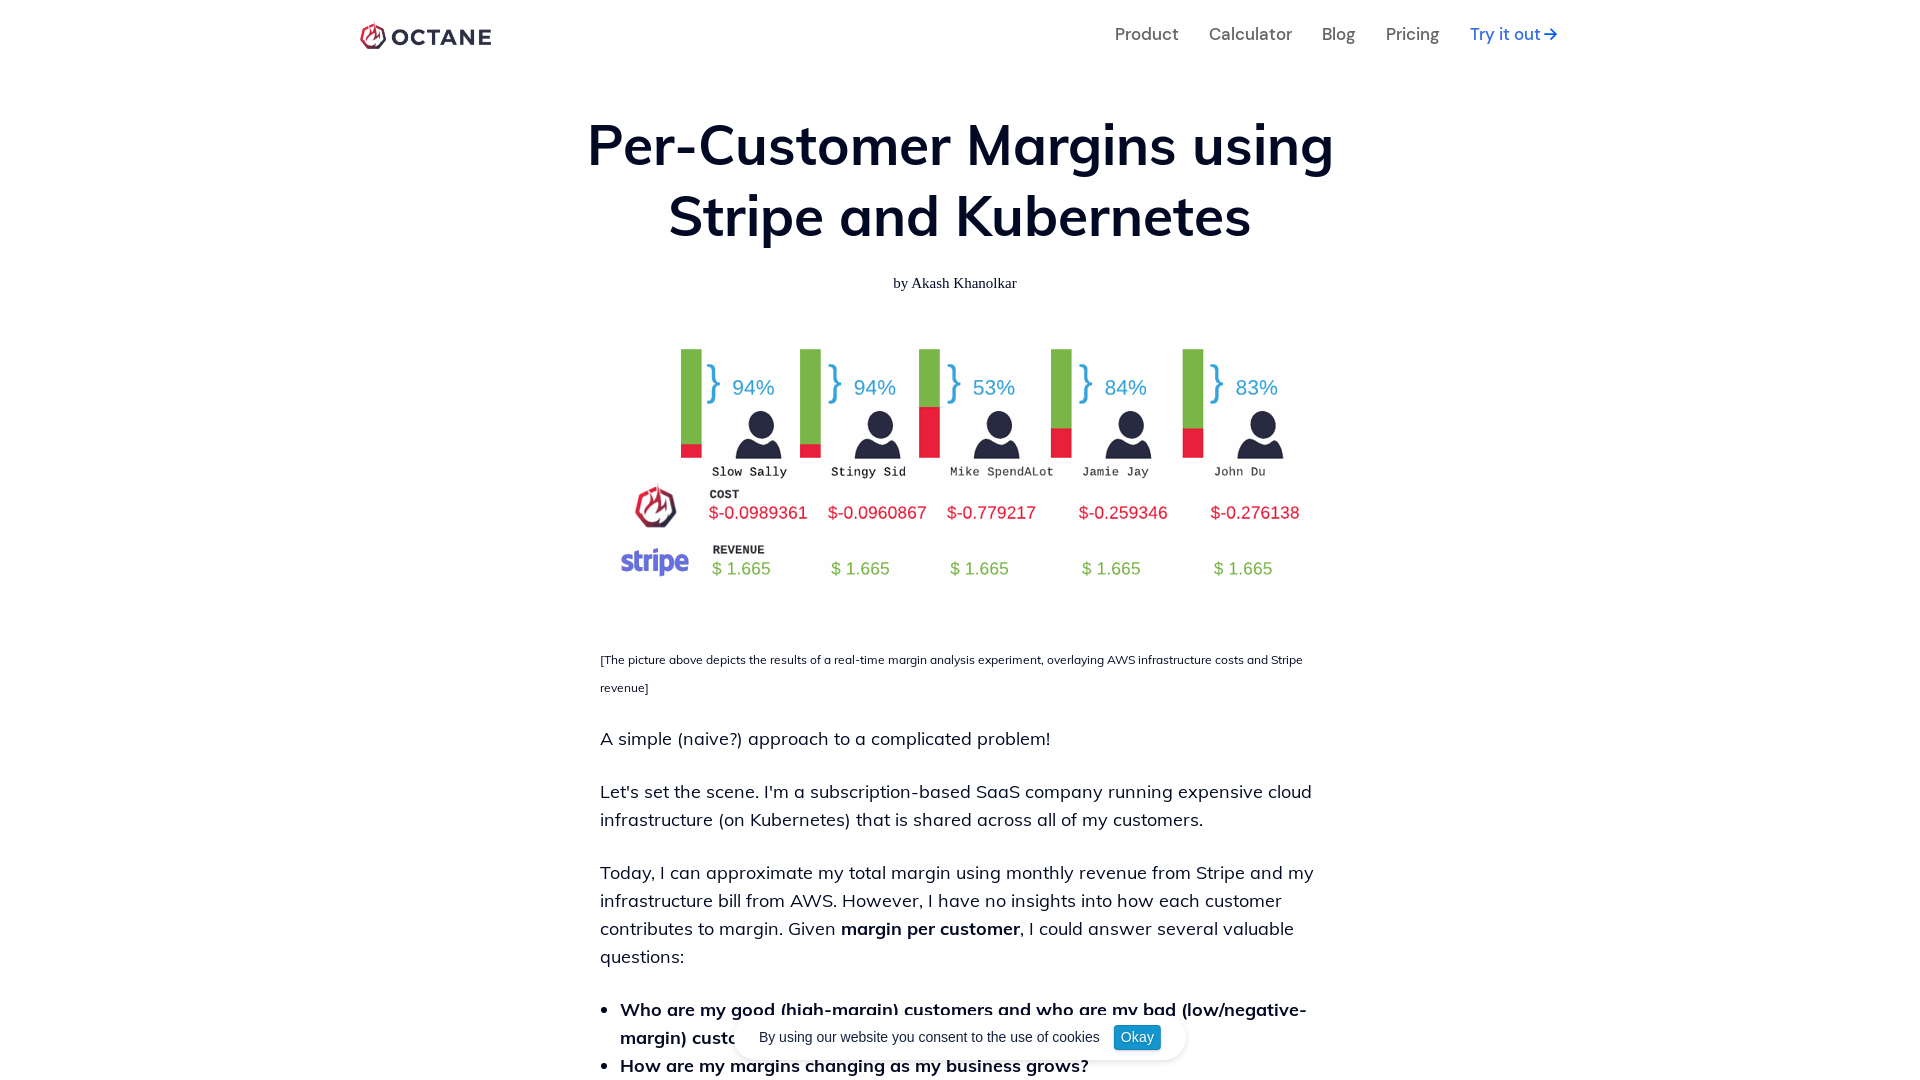 OCTANE
Product Calculator Blog Pricing Try it out
Per-Customer Margins using
Stripe and Kubernetes
by Akash Khanolkar
94% 94% 53% 84% 83%
Slow Sally Stingy Sid Mike SpendALot Jamie Jay John Du
COST
$-0.0989361 $-0.0960867 $-0.779217 $-0.259346 $-0.276138
stripe
REVENUE
$ 1.665 $ 1.665 $ 1.665 $ 1.665 $ 1.665
[The picture above depicts the results of a real-time margin analysis experiment, overlaying AWS infrastructure costs and Stripe
revenue]
A simple (naive?) approach to a complicated problem!
Let's set the scene. I'm a subscription-based SaaS company running expensive cloud
infrastructure (on Kubernetes) that is shared across all of my customers.
Today, I can approximate my total margin using monthly revenue from Stripe and my
infrastructure bill from AWS. However, I have no insights into how each customer
contributes to margin. Given margin per customer, I could answer several valuable
questions:
• Who are my good (high-margin) customers and who are my bad (low/negative-
margin)
By using our website you consent to the use of cookies Okay
• How are my margins changing as my business grows?